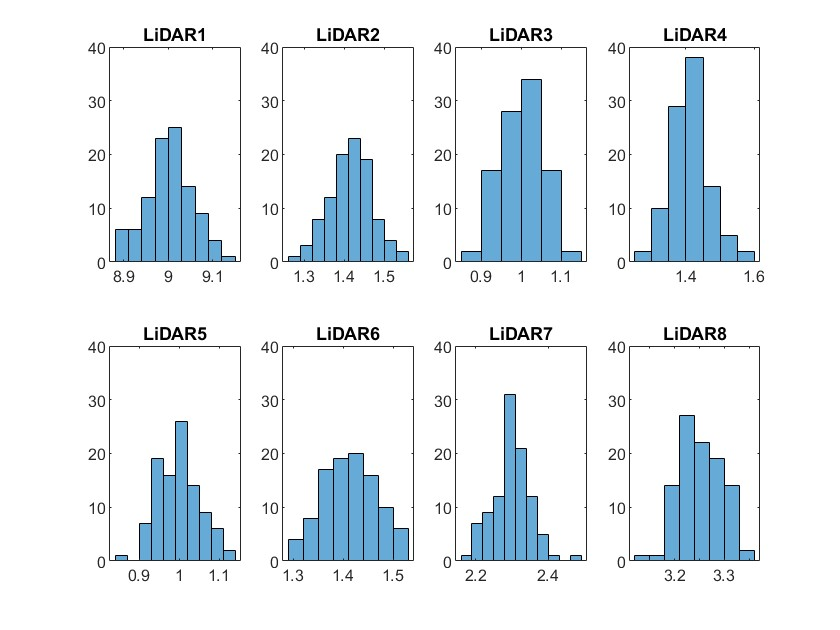 LiDAR1 LiDAR2 LiDAR3 LiDAR4
40 40 40 40
30 30 30 30
20 20 20 20
10 10 10 10
0 0 0 0
8.9 9 9.1 1.3 1.4 1.5 0.9 1 1.1 1.4 1.6
LiDAR5 LiDAR6 LiDAR7 LiDAR8
40 40 40 40
30 30 30 30
20 20 20 20
10 10 10 10
0 0 0 0
0.9 1 1.1 1.3 1.4 1.5 2.2 2.4 3.2 3.3